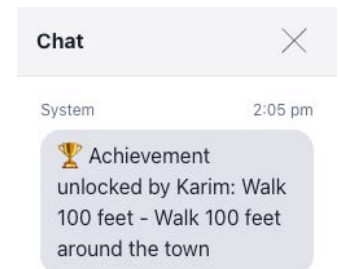 Chat
System 2:05 pm
🏆 Achievement
unlocked by Karim: Walk
100 feet - Walk 100 feet
around the town